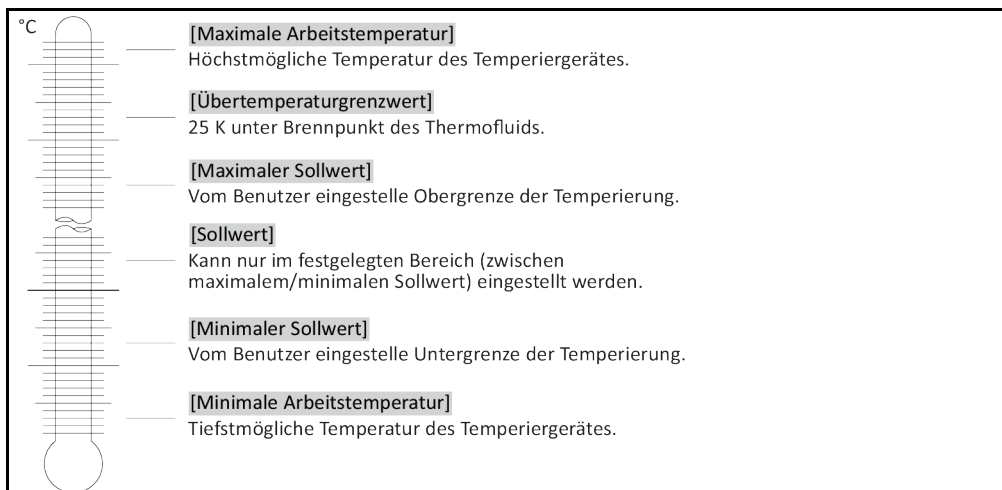 °C
[Maximale Arbeitstemperatur]
Höchstmögliche Temperatur des Temperiergerätes.
[Übertemperaturgrenzwert]
25 K unter Brennpunkt des Thermofluids.
[Maximaler Sollwert]
Vom Benutzer eingestelle Obergrenze der Temperierung.
[Sollwert]
Kann nur im festgelegten Bereich (zwischen
maximalem/minimalen Sollwert) eingestellt werden.
[Minimaler Sollwert]
Vom Benutzer eingestelle Untergrenze der Temperierung.
[Minimale Arbeitstemperatur]
Tiefstmögliche Temperatur des Temperiergerätes.